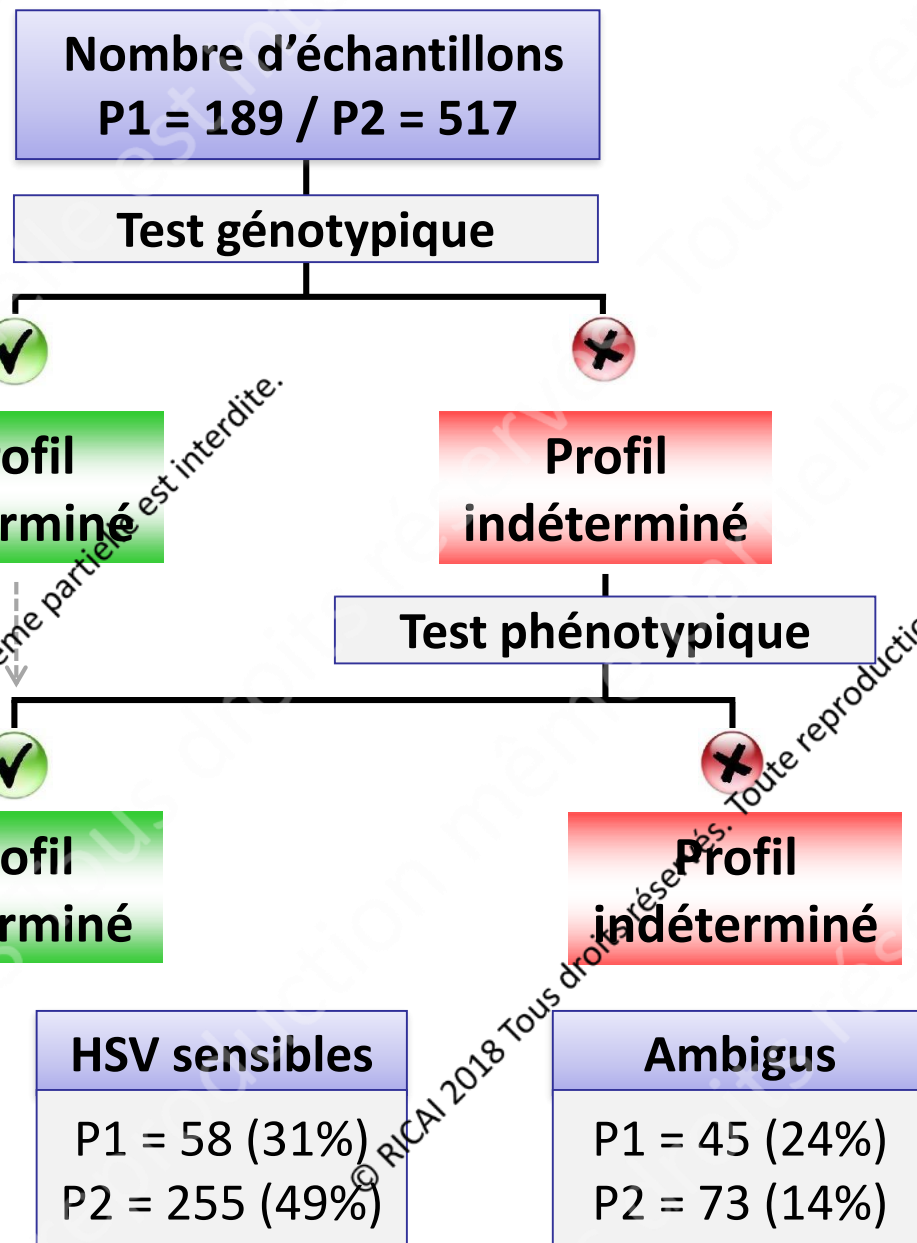 Nombre d'échantillons
P1 = 189 / P2 = 517
Test génotypique
ofil
rminé
Profil
indéterminé
Test phénotypique
ofil
rminé
Profil
indéterminé
HSV sensibles
P1 = 58 (31%)
P2 = 255 (49%)
Ambigus
P1 = 45 (24%)
P2 = 73 (14%)
même partielle est interdite.
© RICAI 2018 Tous droits réservés. Toute reproduction